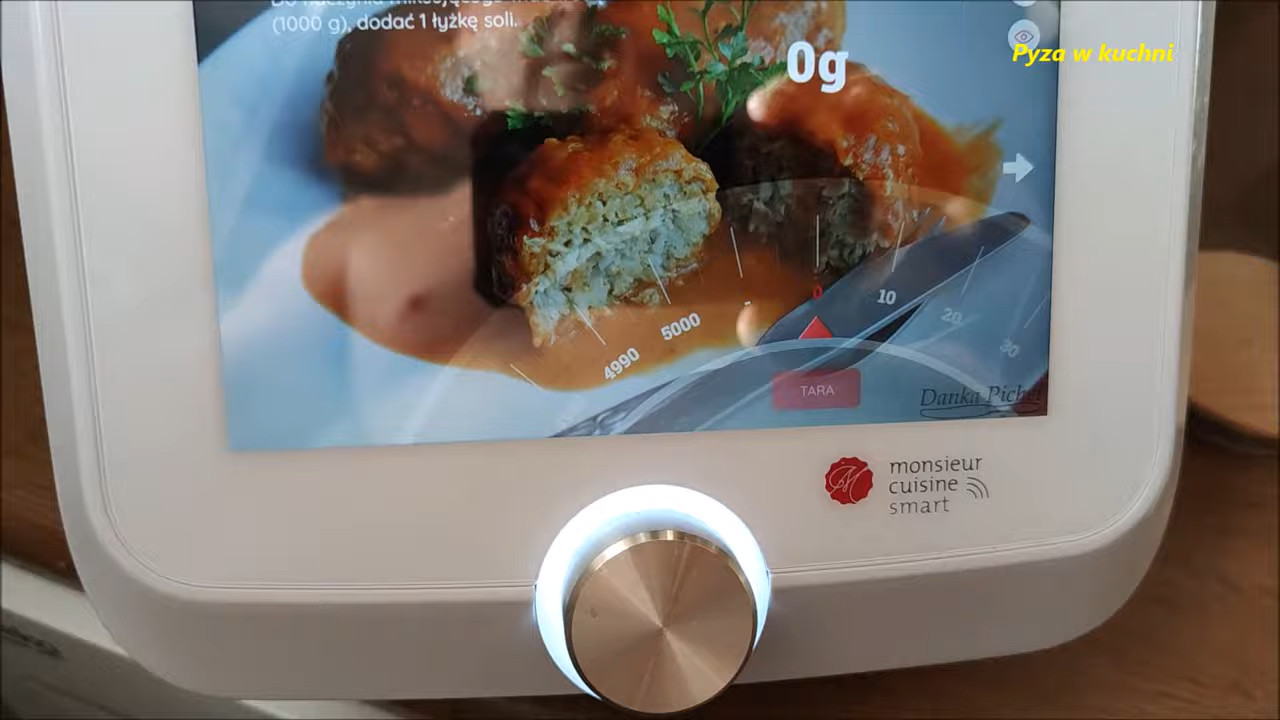 (1000 g), dodać 1 łyżkę soli.
0g
Pyza w kuchni
4990
5000
0
10
20
30
TARA
Danka Pichet
monsieur
cuisine
smart